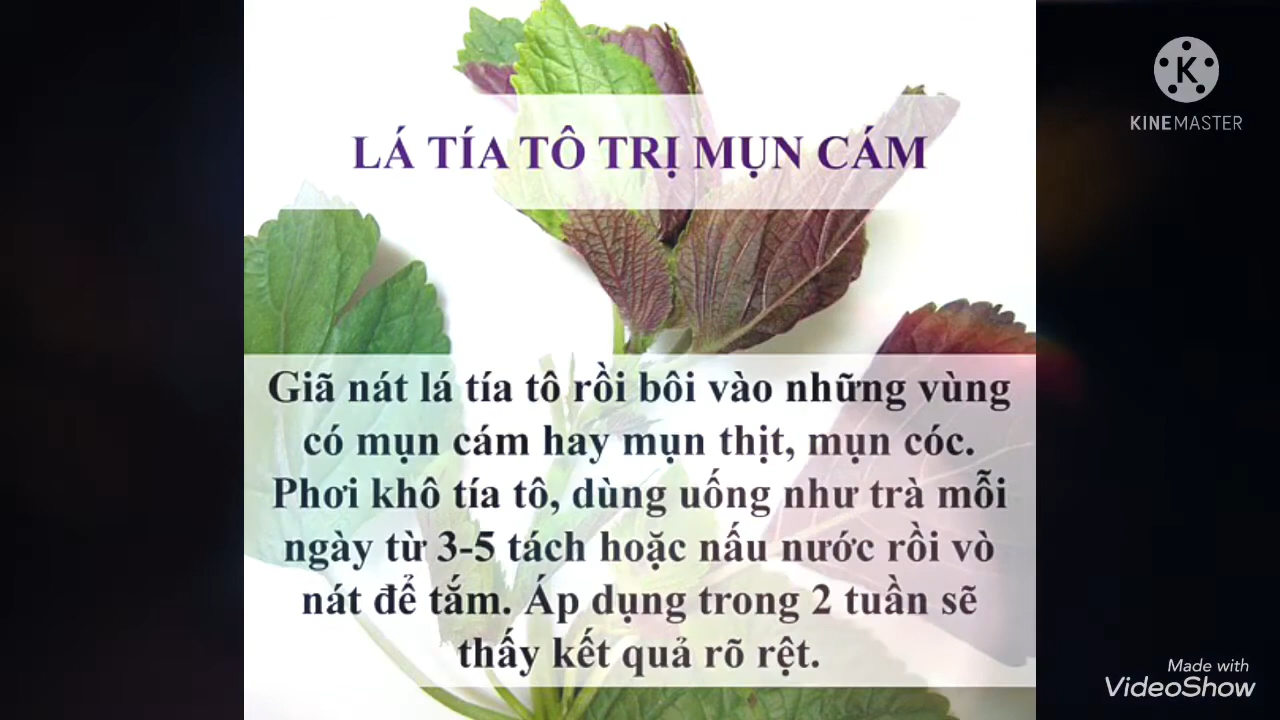 KINEMASTER
LÁ TÍA TÔ TRỊ MỤN CÁM
Giã nát lá tía tô rồi bôi vào những vùng
có mụn cám hay mụn thịt, mụn cóc.
Phơi khô tía tô, dùng uống như trà mỗi
ngày từ 3-5 tách hoặc nấu nước rồi vò
nát để tắm. Áp dụng trong 2 tuần sẽ
thấy kết quả rõ rệt.
Made with
VideoShow